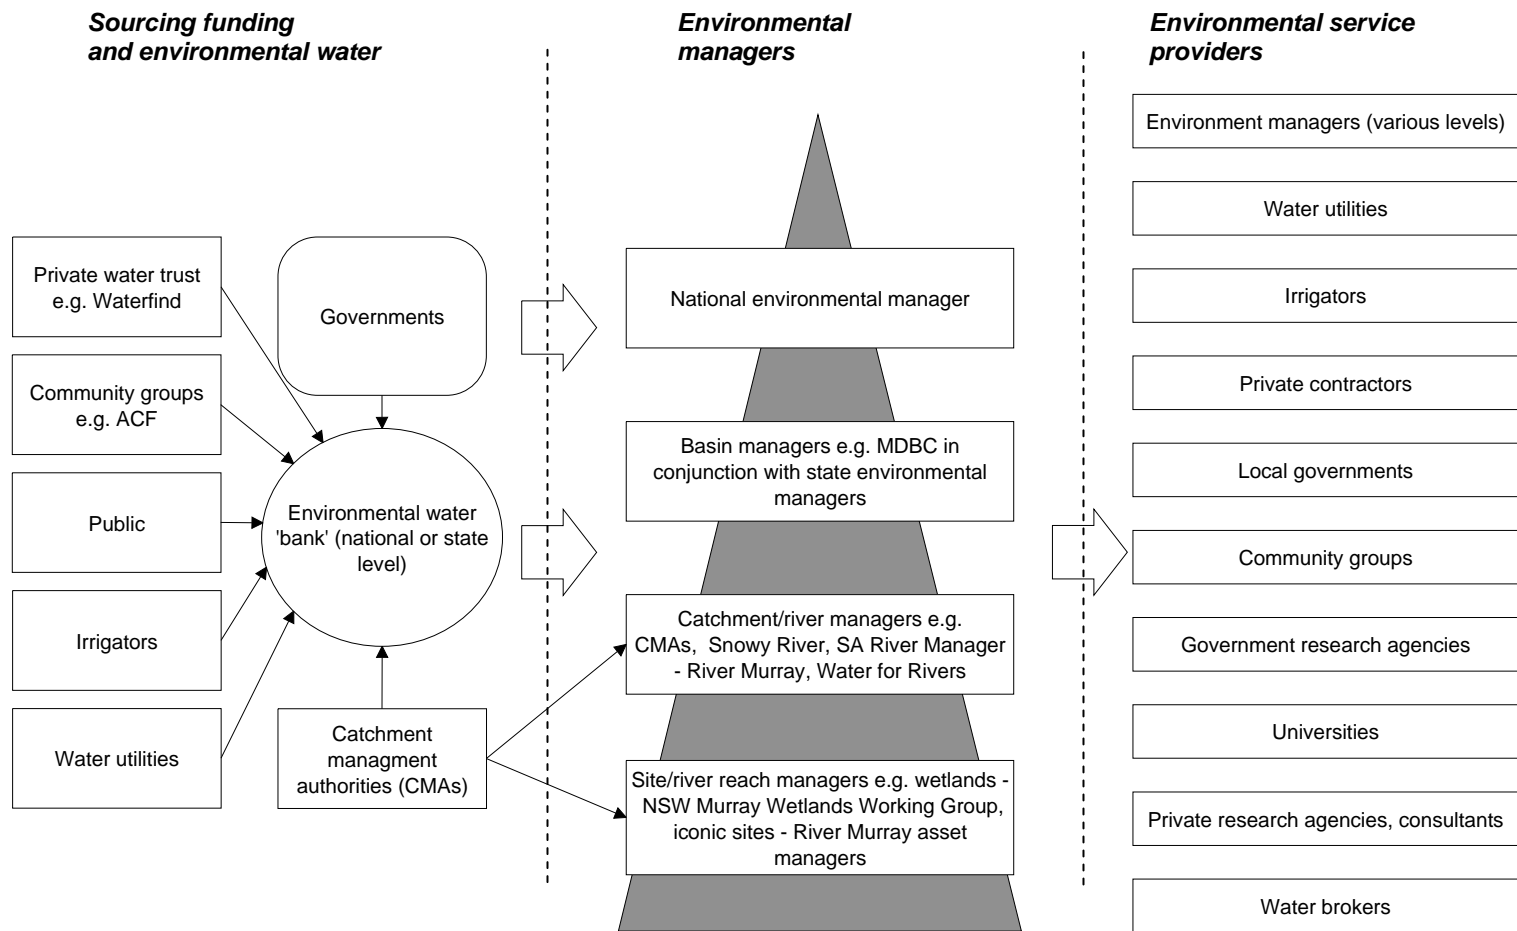 Sourcing funding
and environmental water
Environmental
managers
Environmental service
providers
Private water trust
e.g. Waterfind
Community groups
e.g. ACF
Public
Irrigators
Water utilities
Governments
Environmental water
'bank' (national or state
level)
Catchment
managment
authorities (CMAs)
National environmental manager
Basin managers e.g. MDBC in
conjunction with state environmental
managers
Catchment/river managers e.g.
CMAs,  Snowy River, SA River Manager
- River Murray, Water for Rivers
Site/river reach managers e.g. wetlands -
NSW Murray Wetlands Working Group,
iconic sites - River Murray asset
managers
Environment managers (various levels)
Water utilities
Irrigators
Private contractors
Local governments
Community groups
Government research agencies
Universities
Private research agencies, consultants
Water brokers